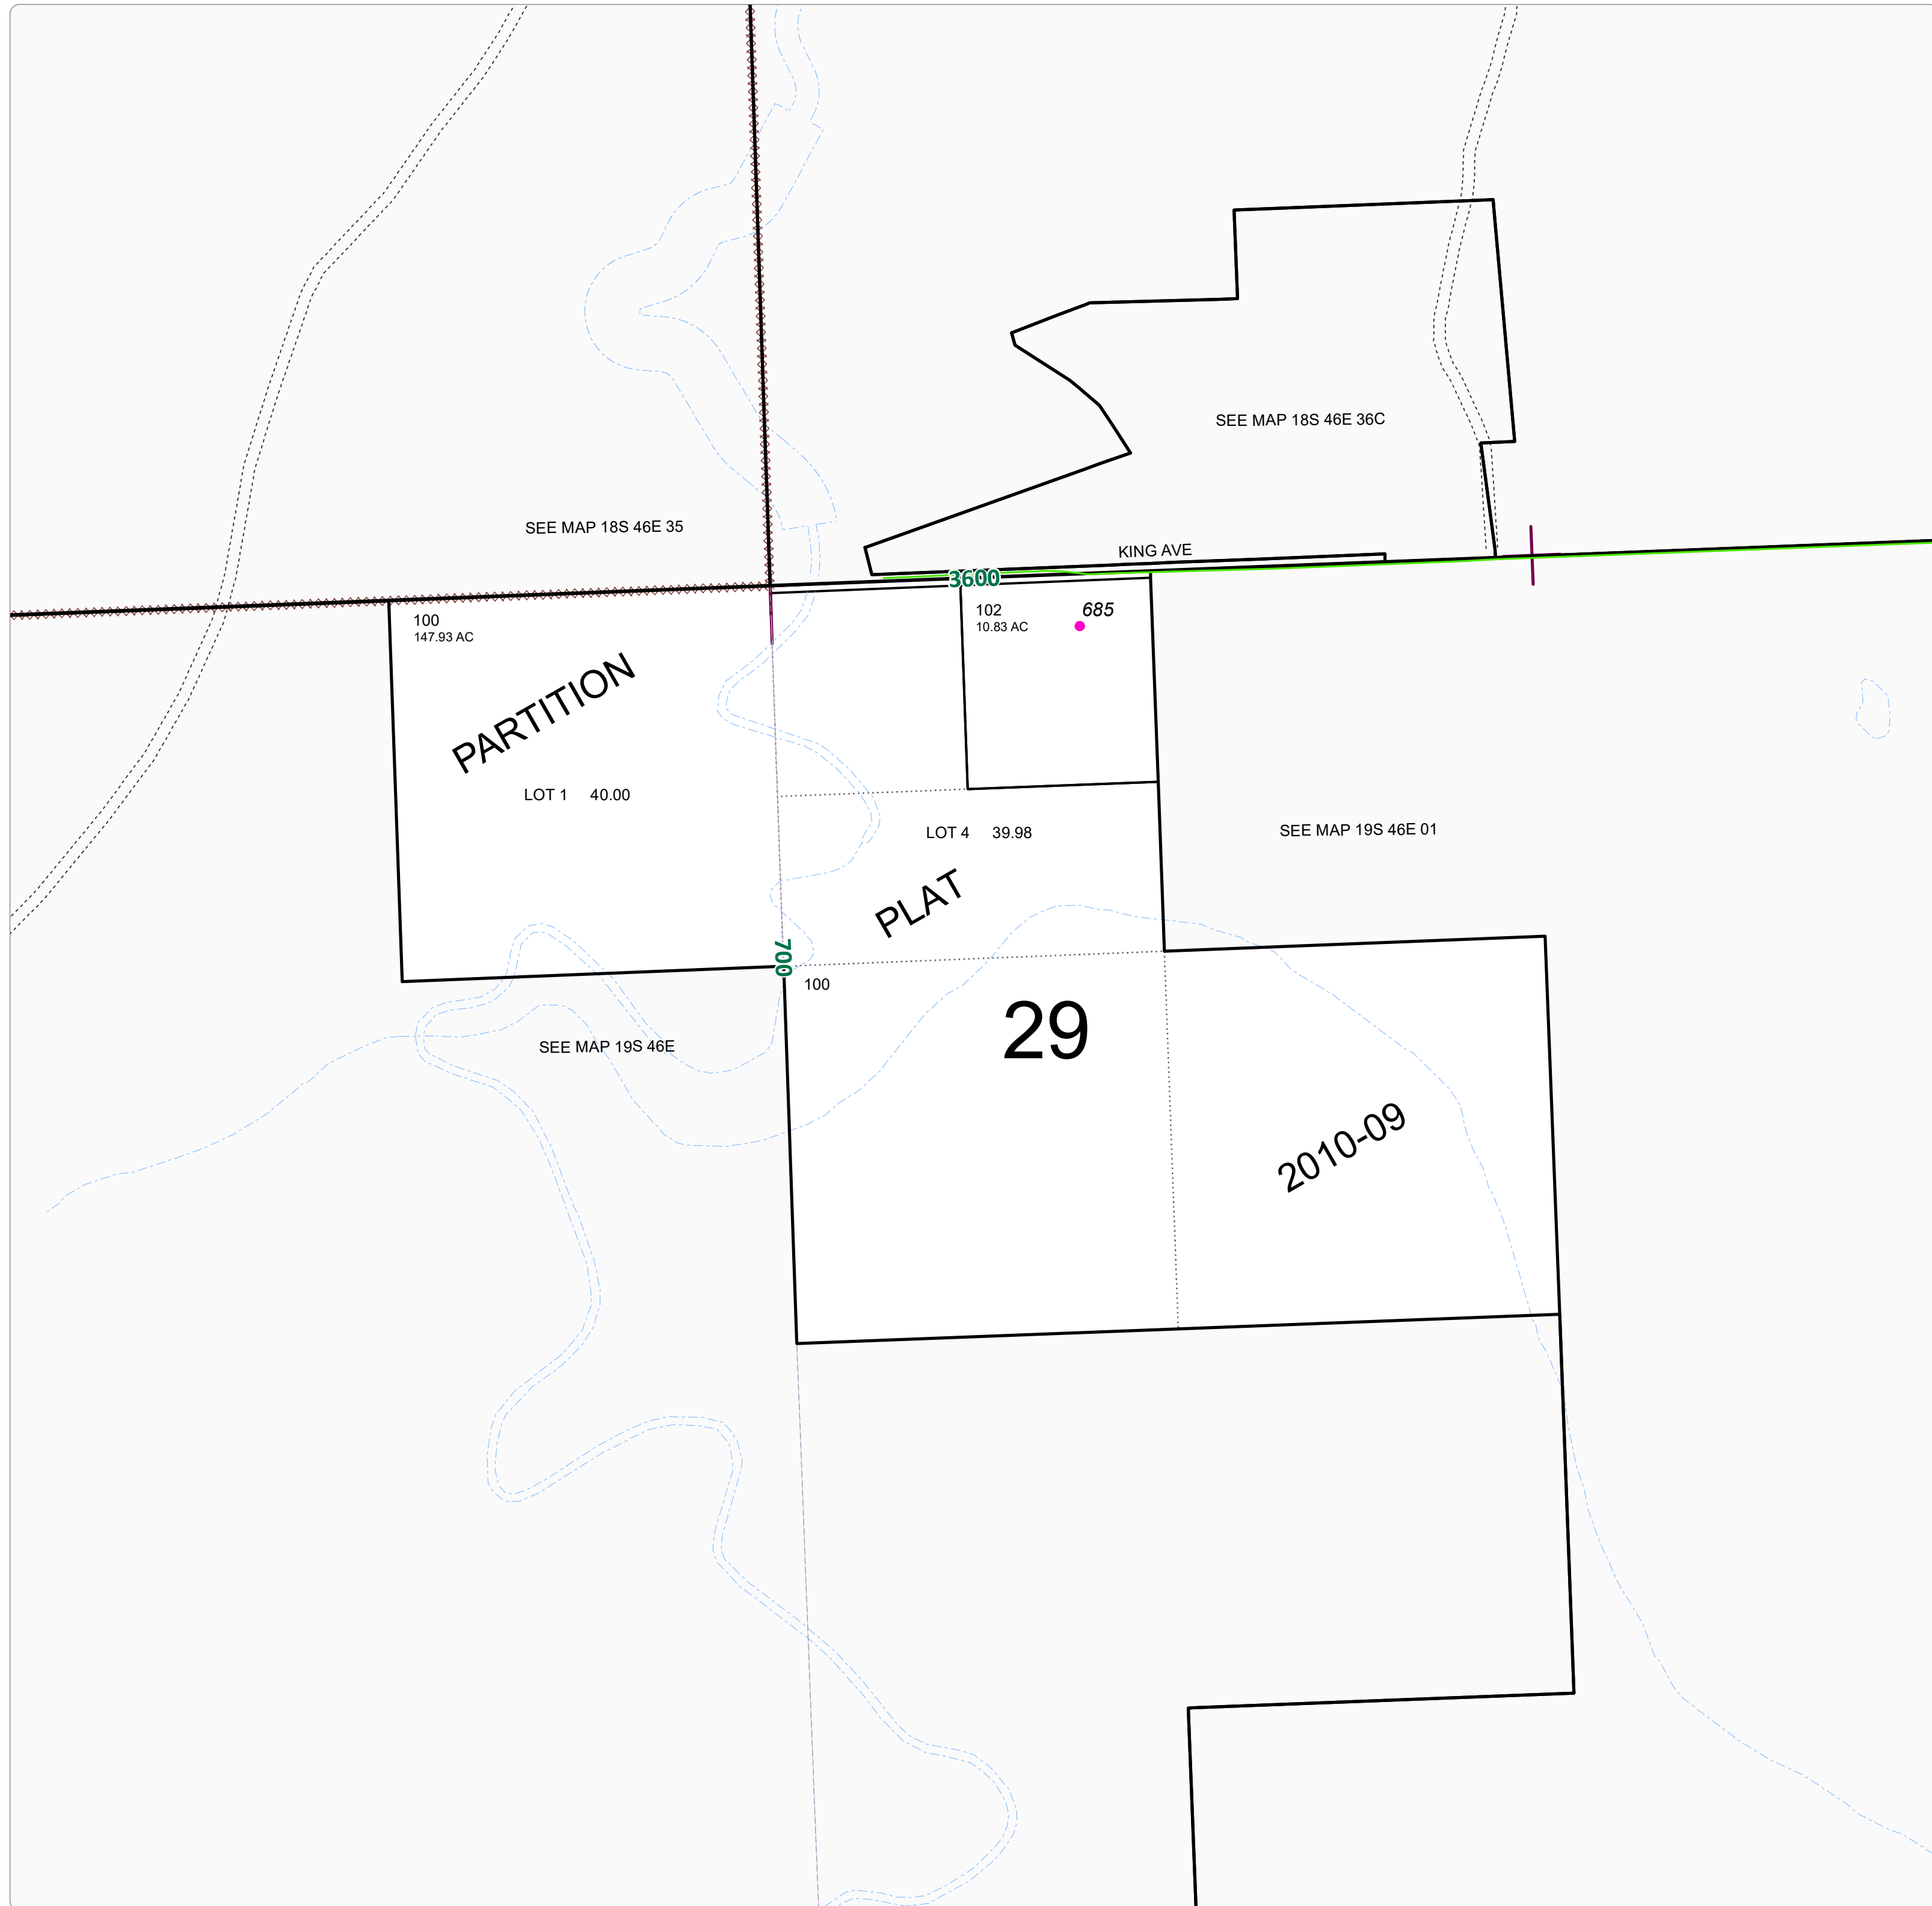 SEE MAP 18S 46E 36C
SEE MAP 18S 46E 35
KING AVE
3600
100
147.93 AC
102
10.83 AC
685
PARTITION
LOT 1 40.00
LOT 4 39.98
SEE MAP 19S 46E 01
PLAT
700
100
29
SEE MAP 19S 46E
2010-09